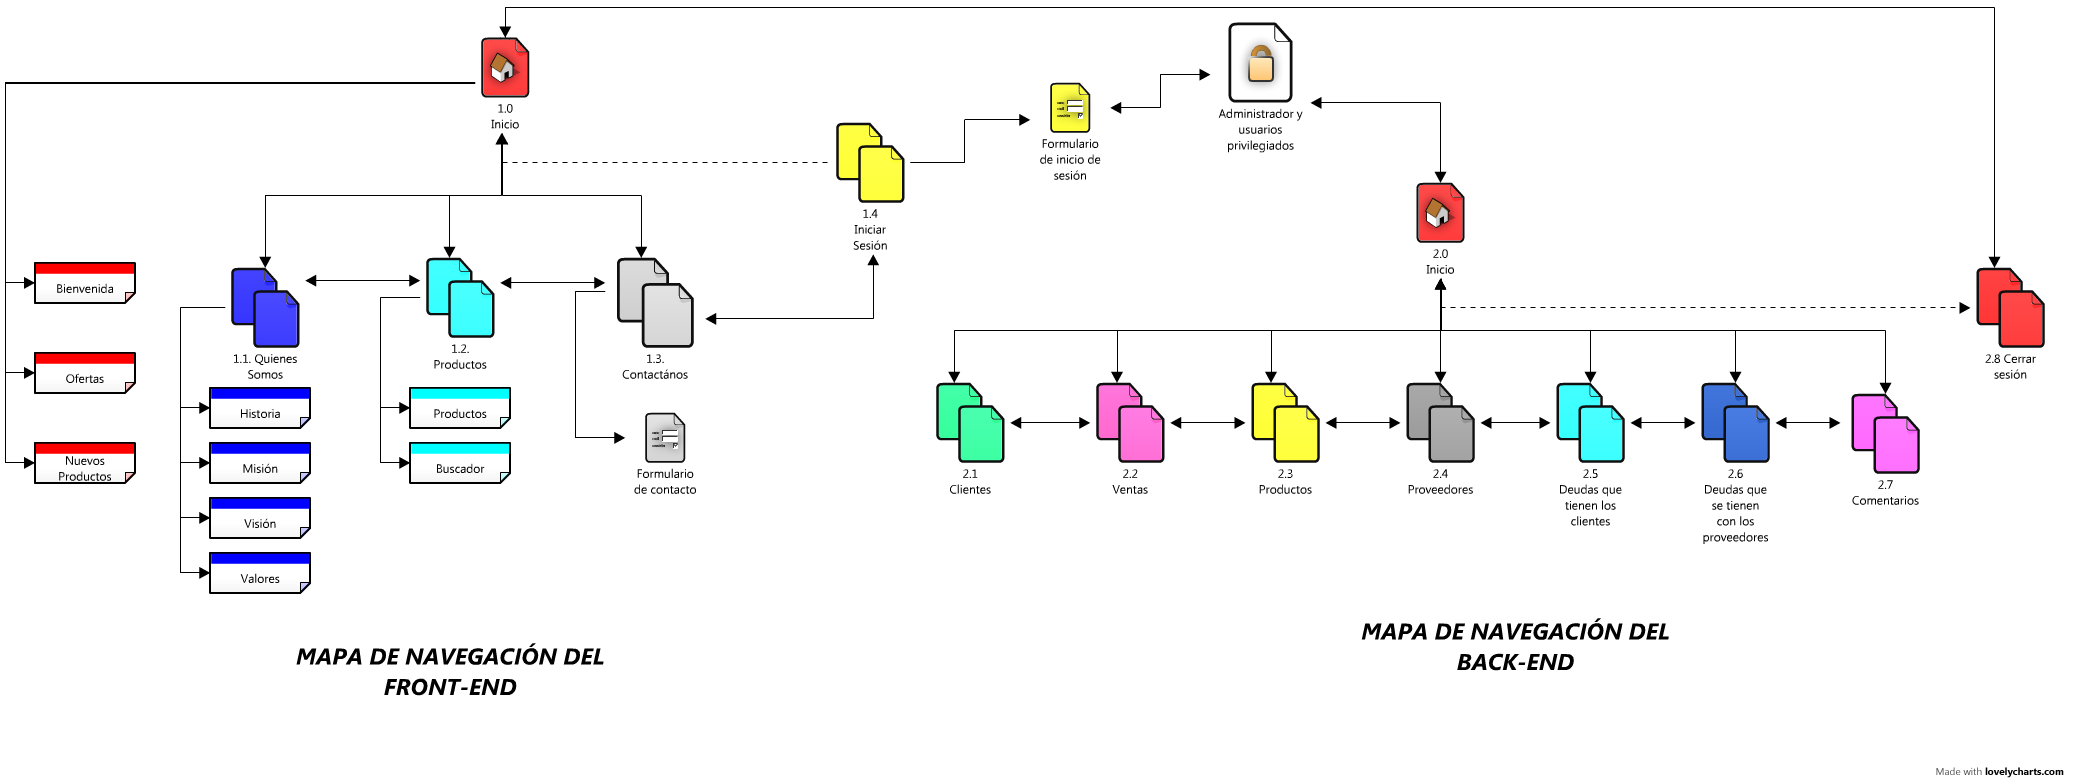 1.0
Inicio
Administrador y
usuarios
privilegiados
Formulario
de inicio de
sesión
1.4
Iniciar
Sesión
2.0
Inicio
Bienvenida
Ofertas
Nuevos
Productos
1.1. Quienes
Somos
Historia
Misión
Visión
Valores
1.2.
Productos
Productos
Buscador
1.3.
Contactános
Formulario
de contacto
2.8 Cerrar
sesión
2.1
Clientes
2.2
Ventas
2.3
Productos
2.4
Proveedores
2.5
Deudas que
tienen los
clientes
2.6
Deudas que
se tienen
con los
proveedores
2.7
Comentarios
MAPA DE NAVEGACIÓN DEL
FRONT-END
MAPA DE NAVEGACIÓN DEL
BACK-END
Made with lovelycharts.com